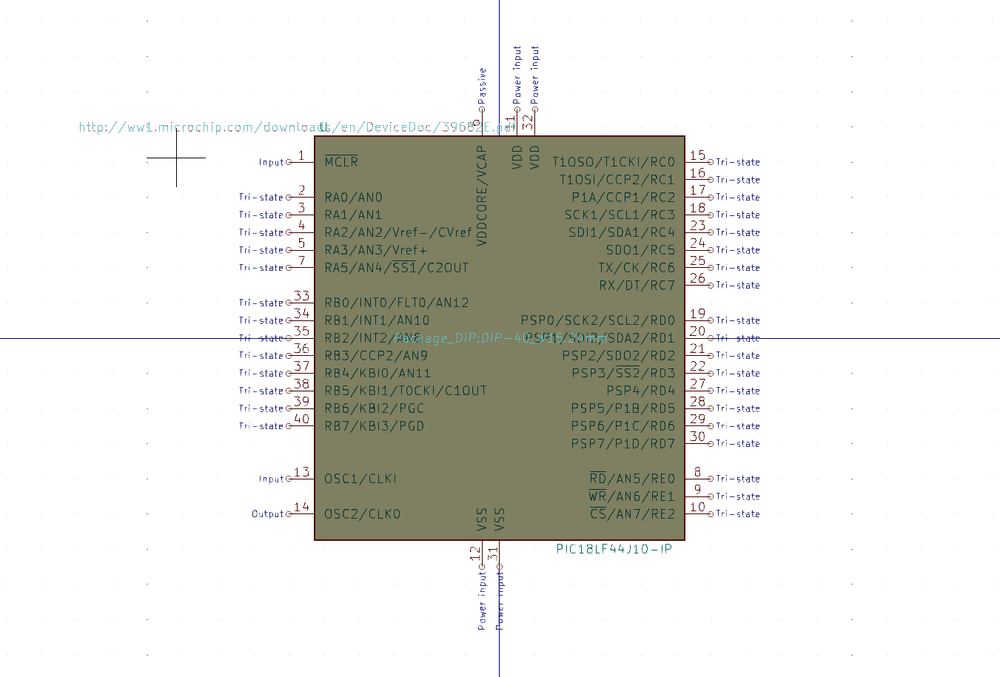 Passive
Power input
Power input
6
11
32
http://ww1.microchip.com/downloads/en/DeviceDoc/39682E.pdf
VDDCORE/VCAP
VDD
VDD
Input 1 MCLR
T1OSO/T1CKI/RC0 15 Tri-state
T1OSI/CCP2/RC1 16 Tri-state
Tri-state 2 RA0/AN0
P1A/CCP1/RC2 17 Tri-state
Tri-state 3 RA1/AN1
SCK1/SCL1/RC3 18 Tri-state
Tri-state 4 RA2/AN2/Vref-/CVref
SDI1/SDA1/RC4 23 Tri-state
Tri-state 5 RA3/AN3/Vref+
SDO1/RC5 24 Tri-state
Tri-state 7 RA5/AN4/SS1/C2OUT
TX/CK/RC6 25 Tri-state
RX/DT/RC7 26 Tri-state
Tri-state 33 RB0/INT0/FLT0/AN12
Tri-state 34 RB1/INT1/AN10
PSP0/SCK2/SCL2/RD0 19 Tri-state
Tri-state 35 RB2/INT2/AN8
PSP1/SDI2/SDA2/RD1 20 Tri-state
Tri-state 36 RB3/CCP2/AN9
PSP2/SDO2/RD2 21 Tri-state
Tri-state 37 RB4/KBI0/AN11
PSP3/SS2/RD3 22 Tri-state
Tri-state 38 RB5/KBI1/T0CKI/C1OUT
PSP4/RD4 27 Tri-state
Tri-state 39 RB6/KBI2/PGC
PSP5/P1B/RD5 28 Tri-state
Tri-state 40 RB7/KBI3/PGD
PSP6/P1C/RD6 29 Tri-state
PSP7/P1D/RD7 30 Tri-state
Input 13 OSC1/CLKI
RD/AN5/RE0 8 Tri-state
WR/AN6/RE1 9 Tri-state
Output 14 OSC2/CLKO
CS/AN7/RE2 10 Tri-state
VSS
VSS
PIC18LF44J10-IP
12
31
Power input
Power input